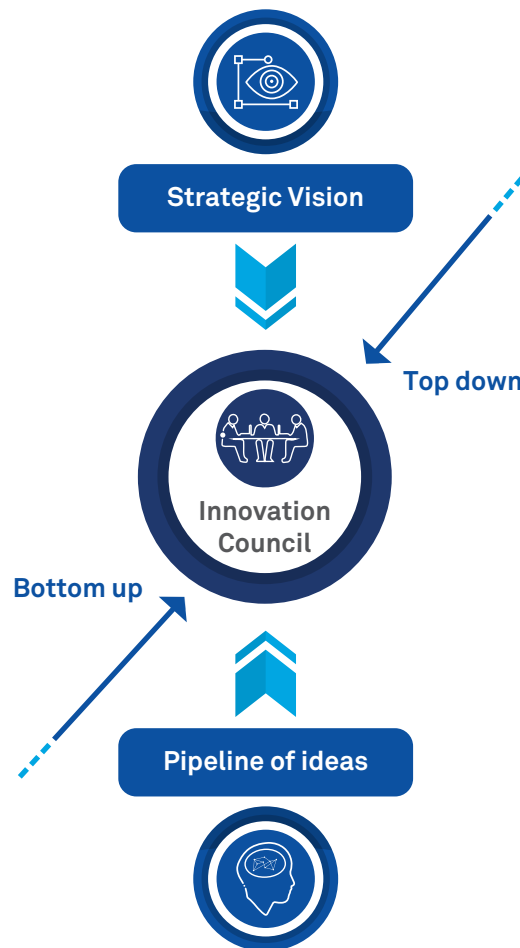 Strategic Vision
Top down
Innovation
Council
Bottom up
Pipeline of ideas